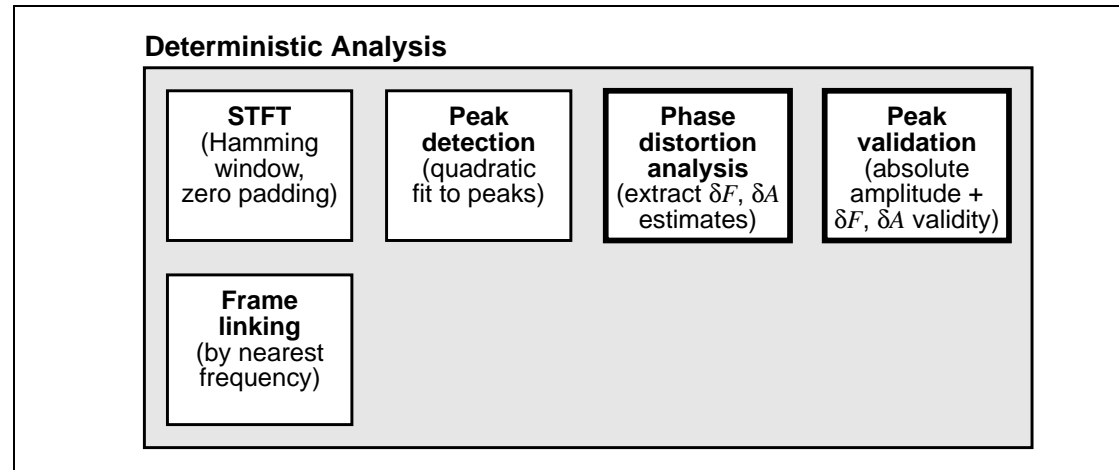 Deterministic Analysis
STFT
(Hamming
window,
zero padding)
Peak
detection
(quadratic
fit to peaks)
Phase
distortion
analysis
(extract δF, δA
estimates)
Peak
validation
(absolute
amplitude +
δF, δA validity)
Frame
linking
(by nearest
frequency)